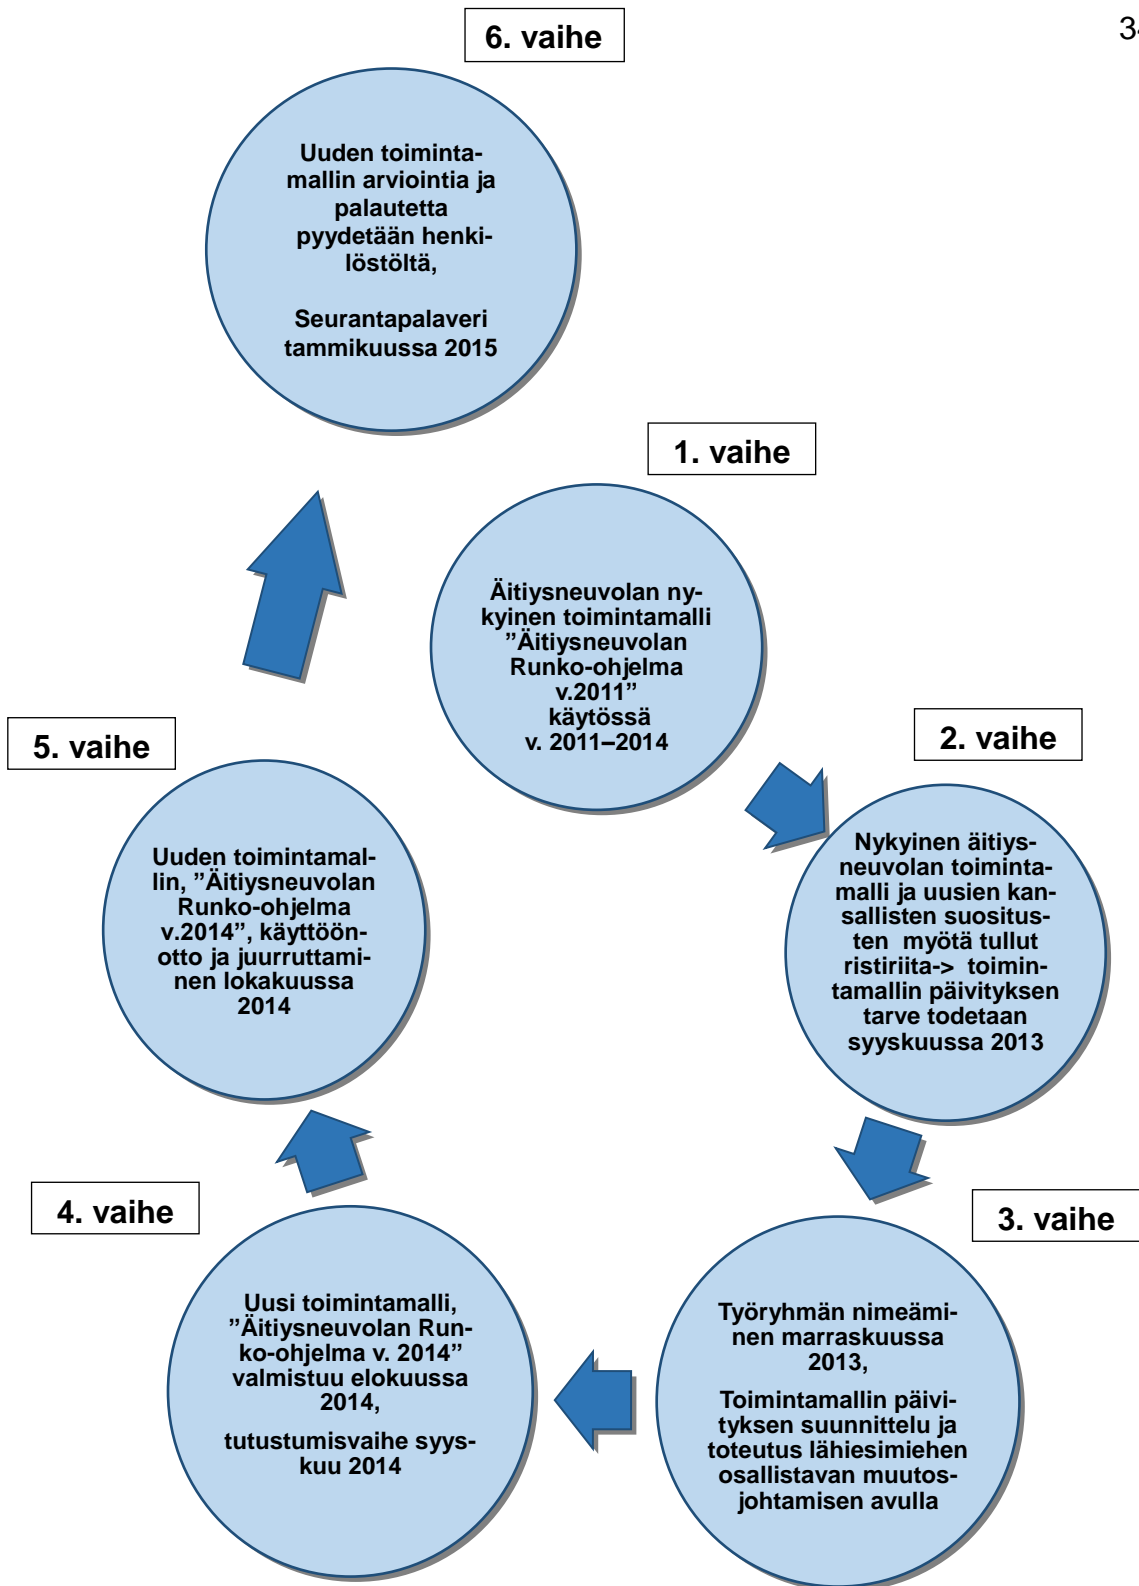 34
6. vaihe
Uuden toiminta-
mallin arviointia ja
palautetta
pyydetään henki-
löstöltä,
Seurantapalaveri
tammikuussa 2015
1. vaihe
Äitiysneuvolan ny-
kyinen toimintamalli
”Äitiysneuvolan
Runko-ohjelma
v.2011”
käytössä
v. 2011–2014
2. vaihe
Nykyinen äitiys-
neuvolan toiminta-
malli ja uusien kan-
sallisten suositus-
ten myötä tullut
ristiriita-> toimin-
tamallin päivityksen
tarve todetaan
syyskuussa 2013
3. vaihe
Työryhmän nimeämi-
nen marraskuussa
2013,
Toimintamallin päivi-
tyksen suunnittelu ja
toteutus lähiesimiehen
osallistavan muutos-
johtamisen avulla
4. vaihe
Uusi toimintamalli,
”Äitiysneuvolan Run-
ko-ohjelma v. 2014”
valmistuu elokuussa
2014,
tutustumisvaihe syys-
kuu 2014
5. vaihe
Uuden toimintamal-
lin, ”Äitiysneuvolan
Runko-ohjelma
v.2014”, käyttöön-
otto ja juurruttami-
nen lokakuussa
2014